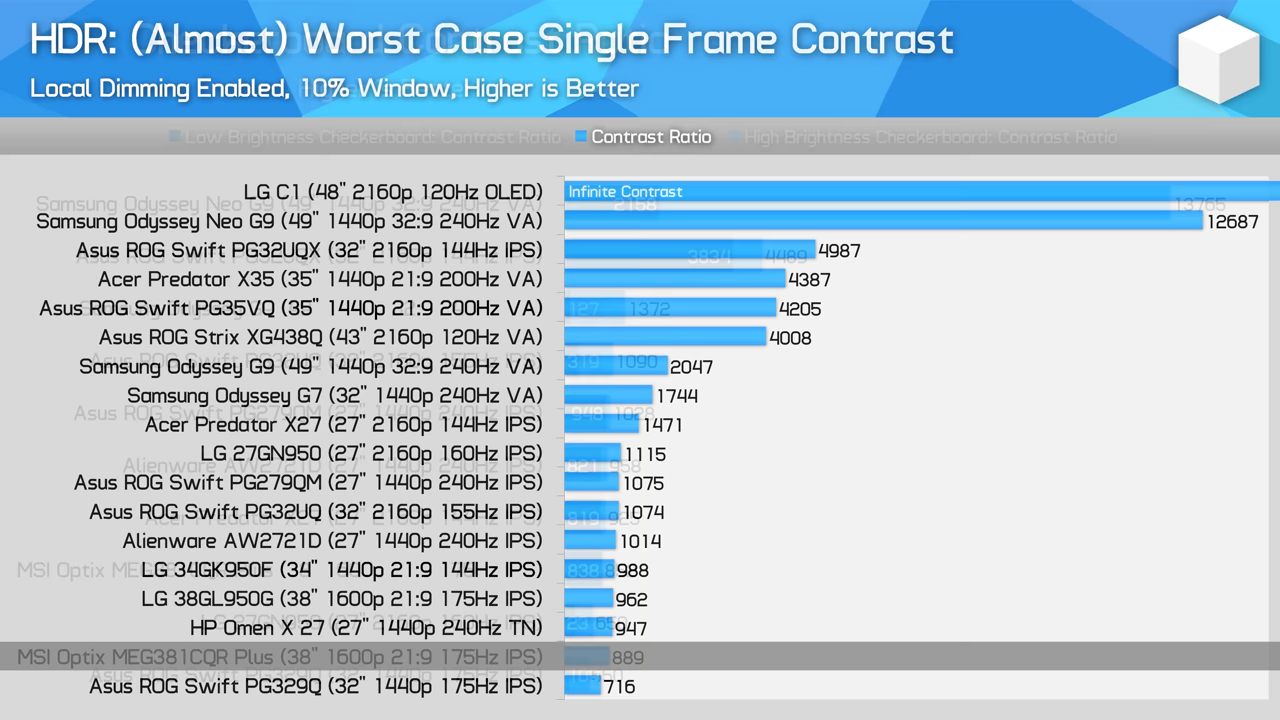 HDR: (Almost) Worst Case Single Frame Contrast
Local Dimming Enabled, 10% Window, Higher is Better
Low Brightness Checkerboard: Contrast Ratio Contrast Ratio High Brightness Checkerboard: Contrast Ratio
LG C1 (48" 2160p 120Hz OLED) Infinite Contrast
Samsung Odyssey Neo G9 (49" 1440p 32:9 240Hz VA) 12687
Asus ROG Swift PG32UQX (32" 2160p 144Hz IPS) 4987
Acer Predator X35 (35" 1440p 21:9 200Hz VA) 4387
Asus ROG Swift PG35VQ (35" 1440p 21:9 200Hz VA) 4205
Asus ROG Strix XG438Q (43" 2160p 120Hz VA) 4008
Samsung Odyssey G9 (49" 1440p 32:9 240Hz VA) 2047
Samsung Odyssey G7 (32" 1440p 240Hz VA) 1744
Acer Predator X27 (27" 2160p 144Hz IPS) 1471
LG 27GN950 (27" 2160p 160Hz IPS) 1115
Asus ROG Swift PG279QM (27" 1440p 240Hz IPS) 1075
Asus ROG Swift PG32UQ (32" 2160p 155Hz IPS) 1074
Alienware AW2721D (27" 1440p 240Hz IPS) 1014
LG 34GK950F (34" 1440p 21:9 144Hz IPS) 988
LG 38GL950G (38" 1600p 21:9 175Hz IPS) 962
HP Omen X 27 (27" 1440p 240Hz TN) 947
MSI Optix MEG381CQR Plus (38" 1600p 21:9 175Hz IPS) 889
Asus ROG Swift PG329Q (32" 1440p 175Hz IPS) 716